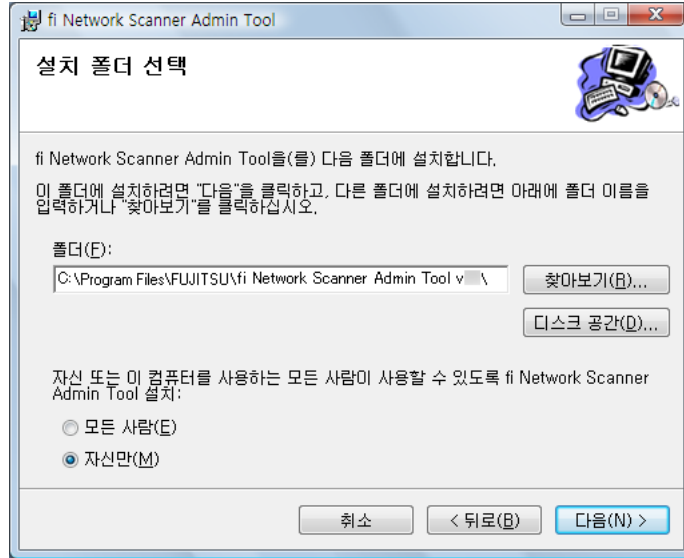 fi Network Scanner Admin Tool
설치 폴더 선택
fi Network Scanner Admin Tool을(를) 다음 폴더에 설치합니다.
이 폴더에 설치하려면 "다음"을 클릭하고, 다른 폴더에 설치하려면 아래에 폴더 이름을
입력하거나 "찾아보기"를 클릭하십시오.
폴더(F):
C:\Program Files\FUJITSU\fi Network Scanner Admin Tool v \
찾아보기(R)...
디스크 공간(D)...
자신 또는 이 컴퓨터를 사용하는 모든 사람이 사용할 수 있도록 fi Network Scanner
Admin Tool 설치:
모든 사람(E)
자신만(M)
취소
< 뒤로(B)
다음(N) >